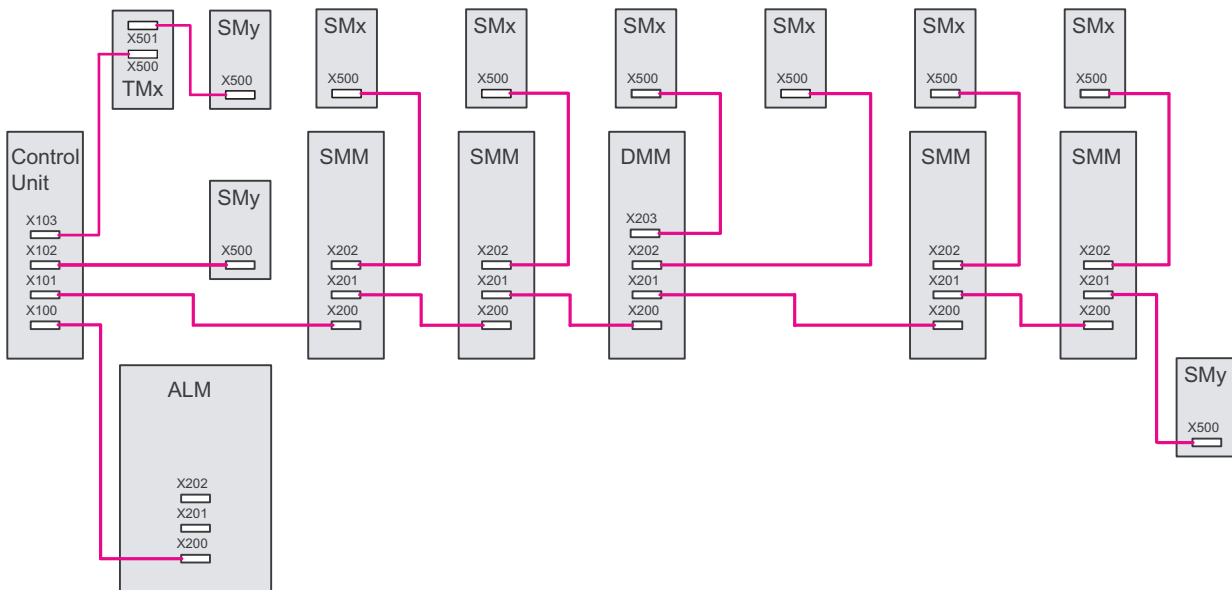 X501
X500
TMx
SMy
X500
SMx
X500
SMx
X500
SMx
X500
SMx
X500
SMx
X500
SMx
X500
Control
Unit
X103
X102
X101
X100
SMy
X500
SMM
X202
X201
X200
SMM
X202
X201
X200
DMM
X203
X202
X201
X200
SMM
X202
X201
X200
SMM
X202
X201
X200
ALM
X202
X201
X200
SMy
X500